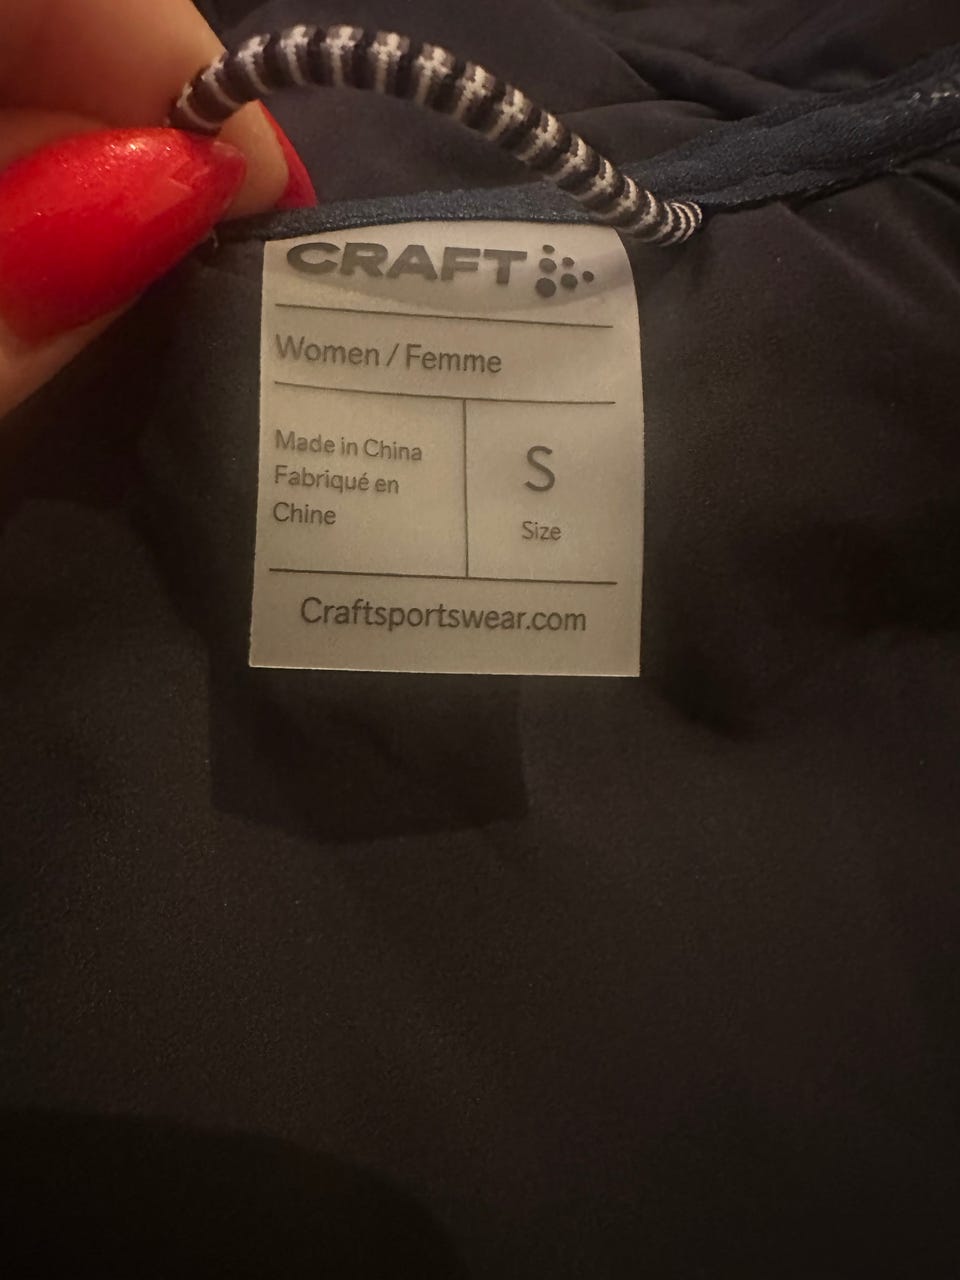 CRAFT
Women / Femme
Made in China
Fabriqué en
Chine
S
Size
Craftsportswear.com